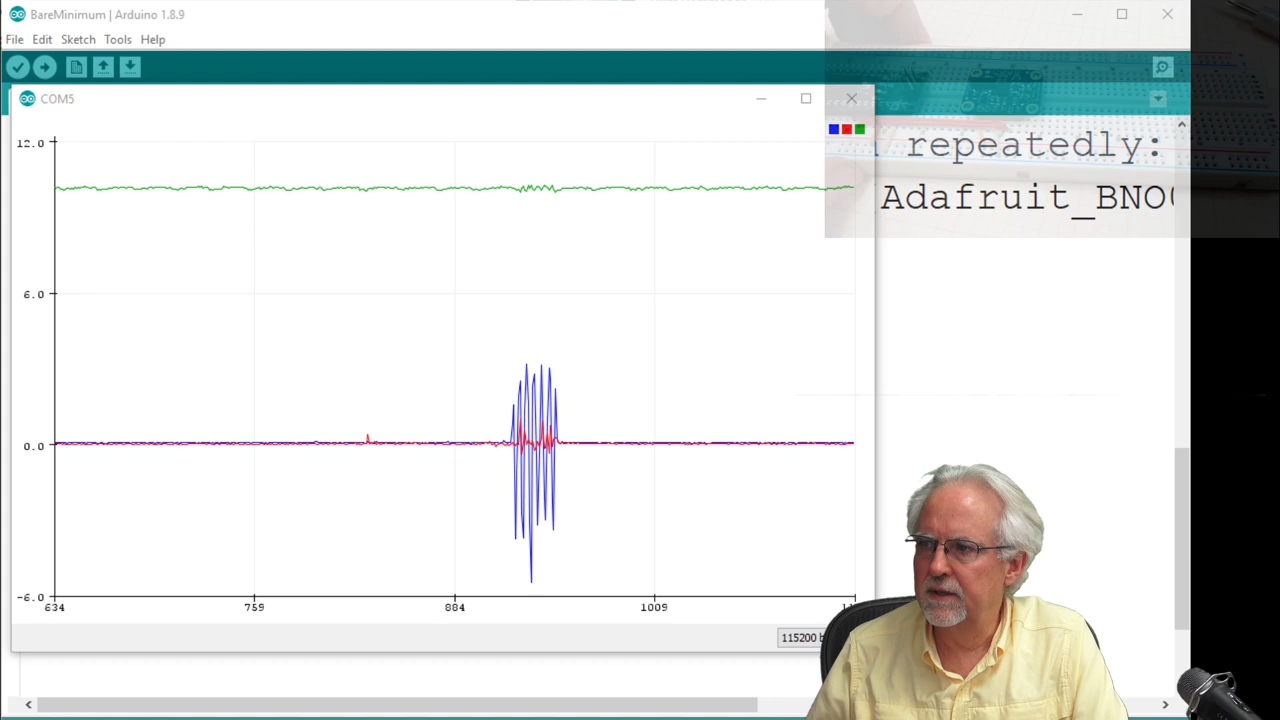 BareMinimum | Arduino 1.8.9
File Edit Sketch Tools Help
COM5
repeatedly:
Adafruit_BNO
12.0
6.0
0.0
-6.0
634 759 884 1009
115200